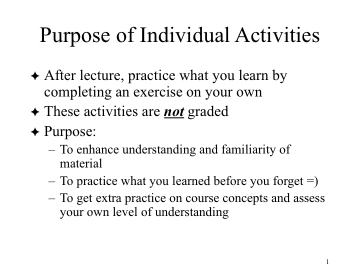 Purpose of Individual Activities
✦ After lecture, practice what you learn by
completing an exercise on your own
✦ These activities are not graded
✦ Purpose:
– To enhance understanding and familiarity of
material
– To practice what you learned before you forget =)
– To get extra practice on course concepts and assess
your own level of understanding
1